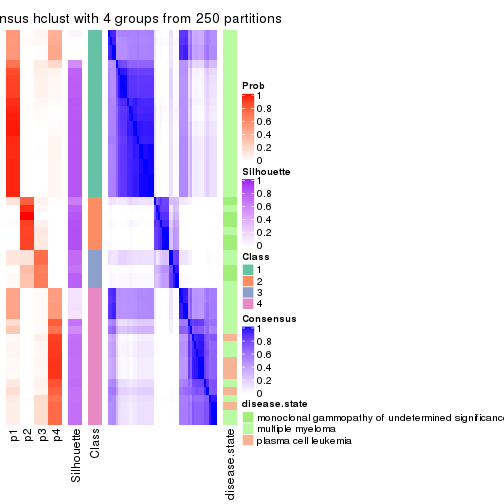 nsus hclust with 4 groups from 250 partitions
Prob
1
0.8
0.6
0.4
0.2
0
Silhouette
1
0.8
0.6
0.4
0.2
0
Class
1
2
3
4
Consensus
1
0.8
0.6
0.4
0.2
0
disease.state
monoclonal gammopathy of undetermined significance
multiple myeloma
plasma cell leukemia
p1
p2
p3
p4
Silhouette
Class
disease.state